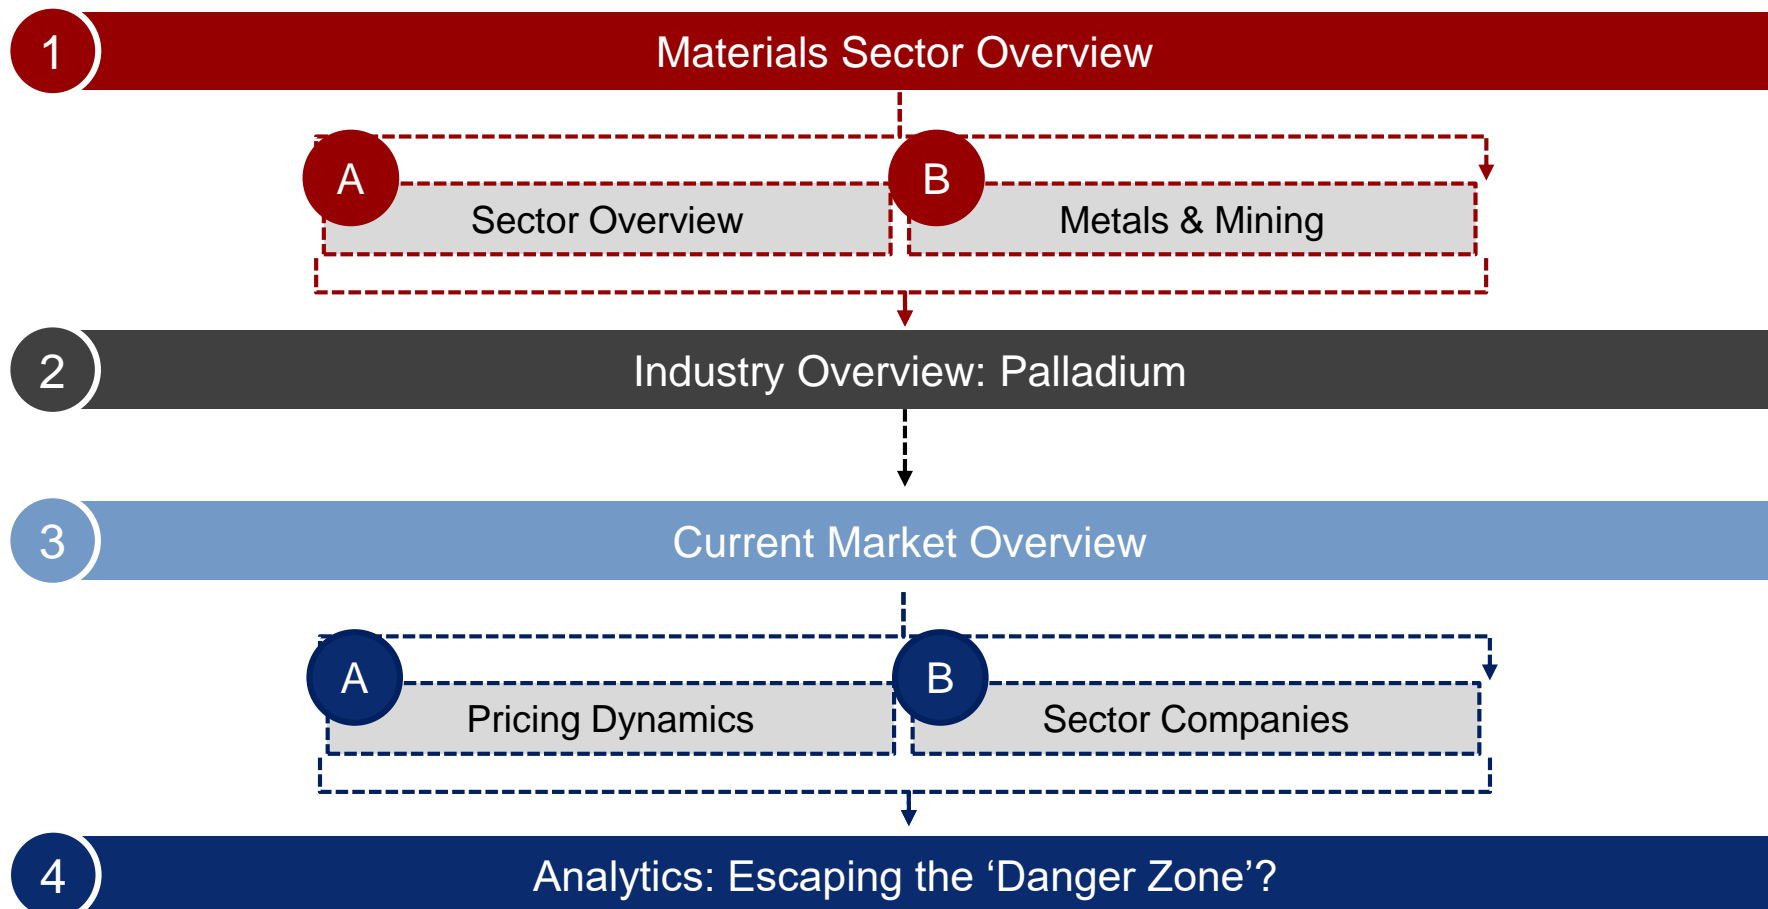 1
Materials Sector Overview
A
B
Sector Overview
Metals & Mining
2
Industry Overview: Palladium
3
Current Market Overview
A
B
Pricing Dynamics
Sector Companies
4
Analytics: Escaping the ‘Danger Zone’?